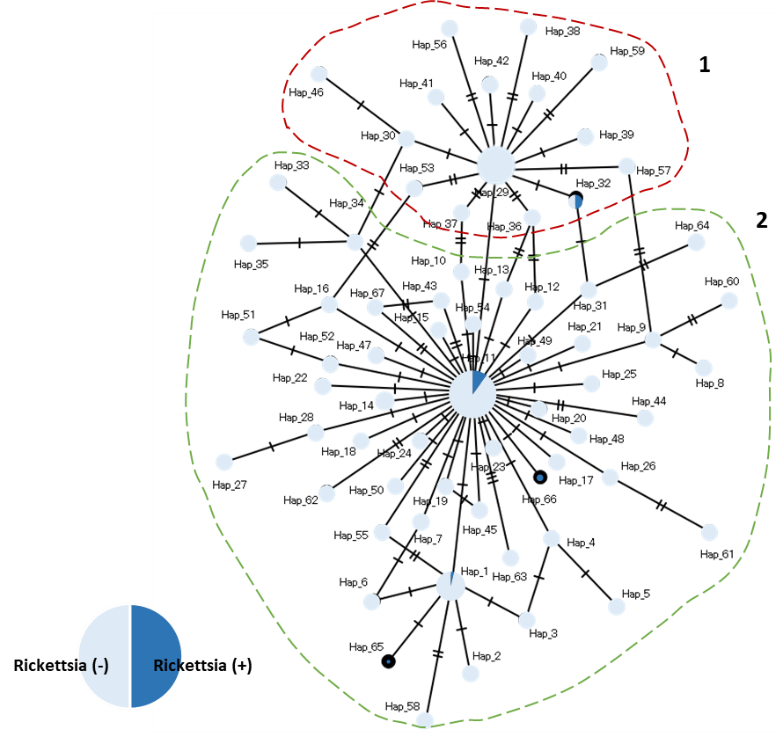 Hap_38
Hap_56
Hap_59
1
Hap_42
Hap_40
Hap_46
Hap_41
Hap_30
Hap_39
Hap_53
Hap_57
Hap_33
Hap_32
Hap_29
Hap_34
Hap_37
Hap_36
2
Hap_64
Hap_35
Hap_10
Hap_13
Hap_60
Hap_16
Hap_67
Hap_43
Hap_12
Hap_31
Hap_51
Hap_15
Hap_54
Hap_21
Hap_9
Hap_52
Hap_47
Hap_49
Hap_11
Hap_8
Hap_22
Hap_25
Hap_14
Hap_44
Hap_28
Hap_20
Hap_18
Hap_24
Hap_48
Hap_23
Hap_26
Hap_27
Hap_17
Hap_62
Hap_50
Hap_66
Hap_19
Hap_55
Hap_7
Hap_45
Hap_4
Hap_61
Hap_1
Hap_63
Hap_6
Hap_5
Hap_3
Hap_65
Hap_2
Rickettsia (-)
Rickettsia (+)
Hap_58